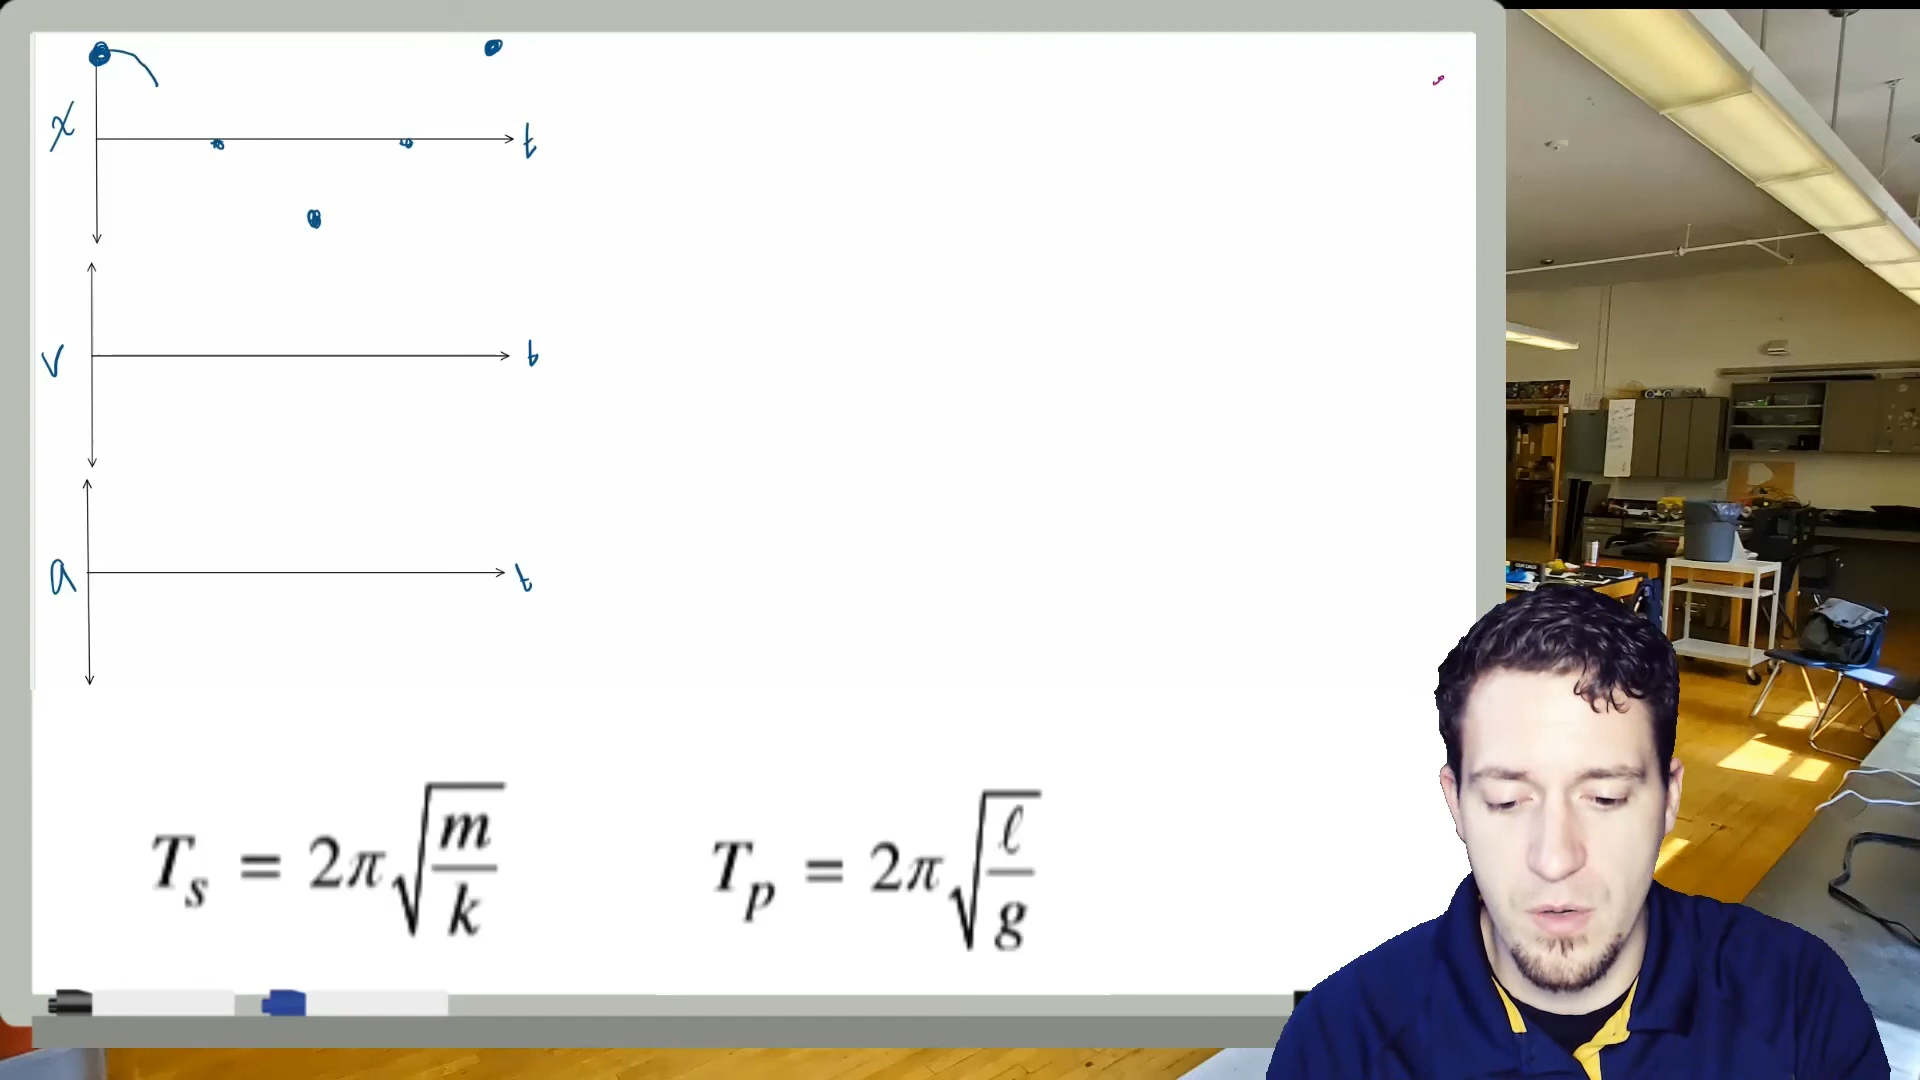 x t
v t
a t
T_s = 2π√(m/k)
T_p = 2π√(ℓ/g)